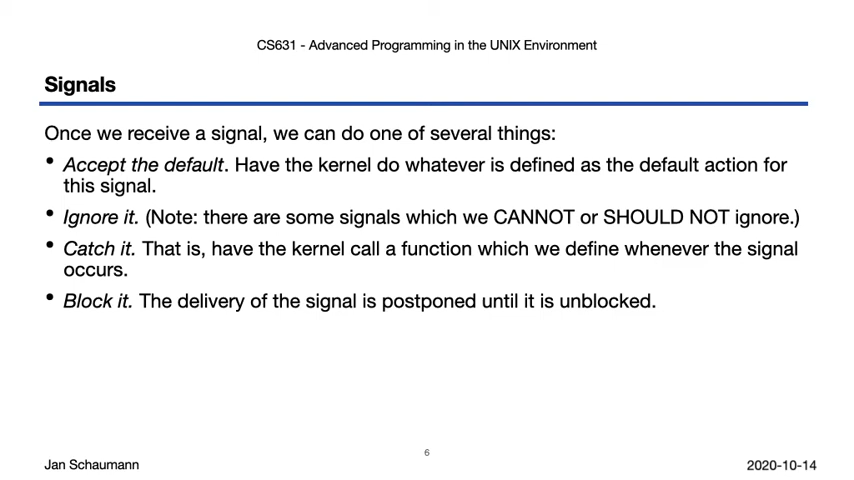 CS631 - Advanced Programming in the UNIX Environment
Signals
Once we receive a signal, we can do one of several things:
• Accept the default. Have the kernel do whatever is defined as the default action for
this signal.
• Ignore it. (Note: there are some signals which we CANNOT or SHOULD NOT ignore.)
• Catch it. That is, have the kernel call a function which we define whenever the signal
occurs.
• Block it. The delivery of the signal is postponed until it is unblocked.
6
Jan Schaumann
2020-10-14